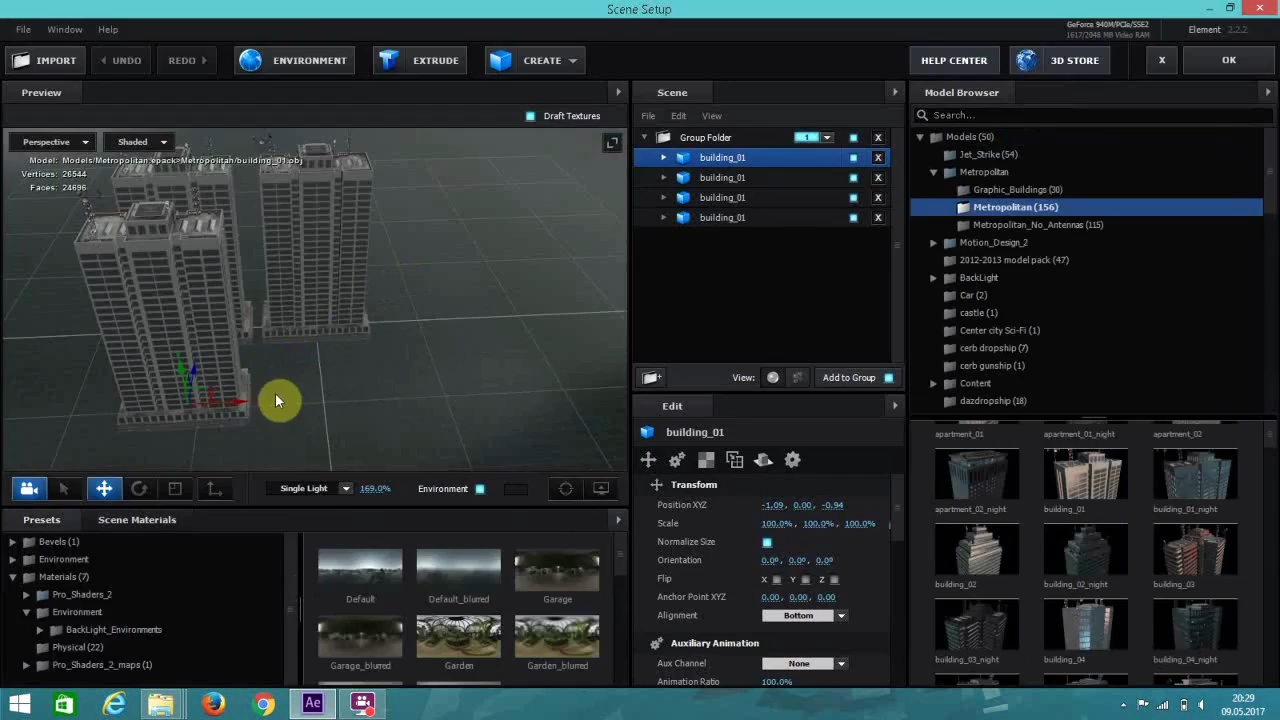 Scene Setup
File Window Help
GeForce 940M/PCIe/SSE2
1617/2048 MB Video RAM
Element 2.2.2
IMPORT
UNDO
REDO
ENVIRONMENT
EXTRUDE
CREATE
HELP CENTER
3D STORE
X
OK
Preview
Draft Textures
Perspective
Shaded
Model: Models/Metropolitan.epack>Metropolitan/building_01.obj
Vertices: 26544
Faces: 24696
Single Light
169.0%
Environment
Presets
Scene Materials
Bevels (1)
Environment
Materials (7)
Pro_Shaders_2
Environment
BackLight_Environments
Physical (22)
Pro_Shaders_2_maps (1)
Default
Default_blurred
Garage
Garage_blurred
Garden
Garden_blurred
Scene
File Edit View
Group Folder
1
X
building_01
X
building_01
X
building_01
X
building_01
X
View:
Add to Group
Edit
building_01
Transform
Position XYZ -1.09 0.00 -0.94
Scale 100.0% 100.0% 100.0%
Normalize Size
Orientation 0.0º 0.0º 0.0º
Flip X Y Z
Anchor Point XYZ 0.00 0.00 0.00
Alignment Bottom
Auxiliary Animation
Aux Channel None
Animation Ratio 100.0%
Model Browser
Search...
Models (50)
Jet_Strike (54)
Metropolitan
Graphic_Buildings (30)
Metropolitan (156)
Metropolitan_No_Antennas (115)
Motion_Design_2
2012-2013 model pack (47)
BackLight
Car (2)
castle (1)
Center city Sci-Fi (1)
cerb dropship (7)
cerb gunship (1)
Content
dazdropship (18)
apartment_01
apartment_01_night
apartment_02
apartment_02_night
building_01
building_01_night
building_02
building_02_night
building_03
building_03_night
building_04
building_04_night
Ae
20:29
09.05.2017